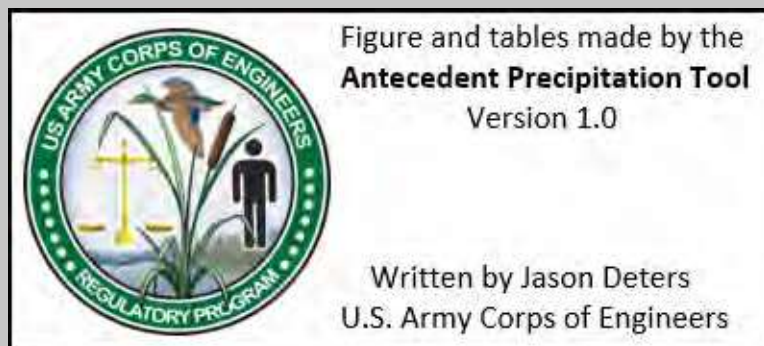 US ARMY CORPS OF ENGINEERS
REGULATORY PROGRAM
Figure and tables made by the
Antecedent Precipitation Tool
Version 1.0
Written by Jason Deters
U.S. Army Corps of Engineers